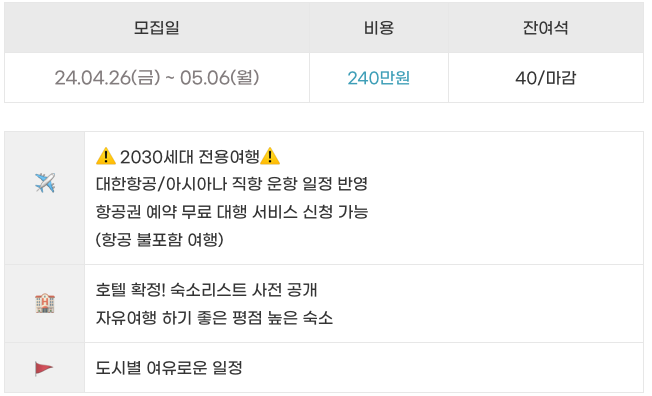 모집일 비용 잔여석
24.04.26(금) ~ 05.06(월) 240만원 40/마감
⚠️ 2030세대 전용여행⚠️
대한항공/아시아나 직항 운항 일정 반영
항공권 예약 무료 대행 서비스 신청 가능
(항공 불포함 여행)
호텔 확정! 숙소리스트 사전 공개
자유여행 하기 좋은 평점 높은 숙소
도시별 여유로운 일정